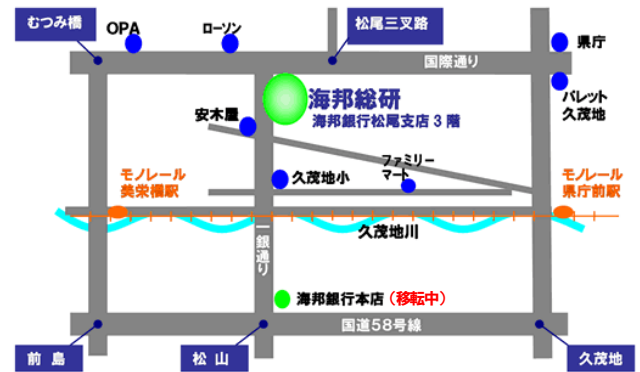 むつみ橋
OPA
ローソン
松尾三叉路
県庁
国際通り
パレット
久茂地
海邦総研
海邦銀行松尾支店3階
安木屋
ファミリー
マート
久茂地小
モノレール
美栄橋駅
モノレール
県庁前駅
久茂地川
一銀通り
海邦銀行本店(移転中)
国道58号線
前島
松山
久茂地